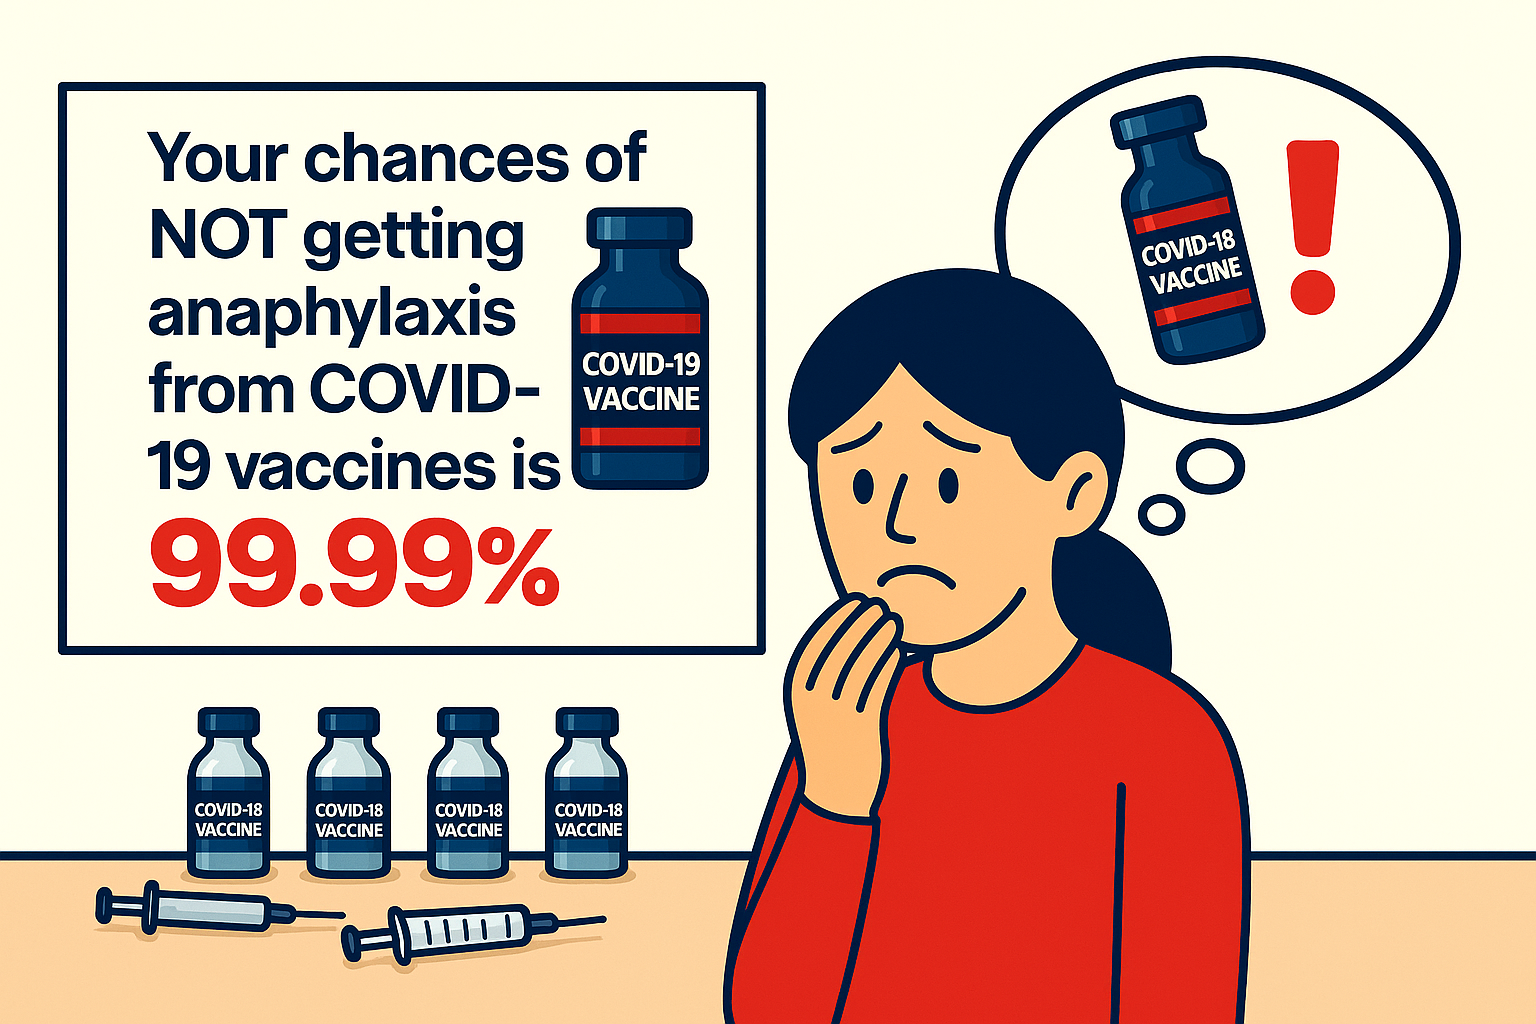 Your chances of
NOT getting
anaphylaxis
from COVID-
19 vaccines is
99.99%
COVID-19
VACCINE
COVID-18
VACCINE
!
COVID-18
VACCINE
COVID-18
VACCINE
COVID-18
VACCINE
COVID-18
VACCINE